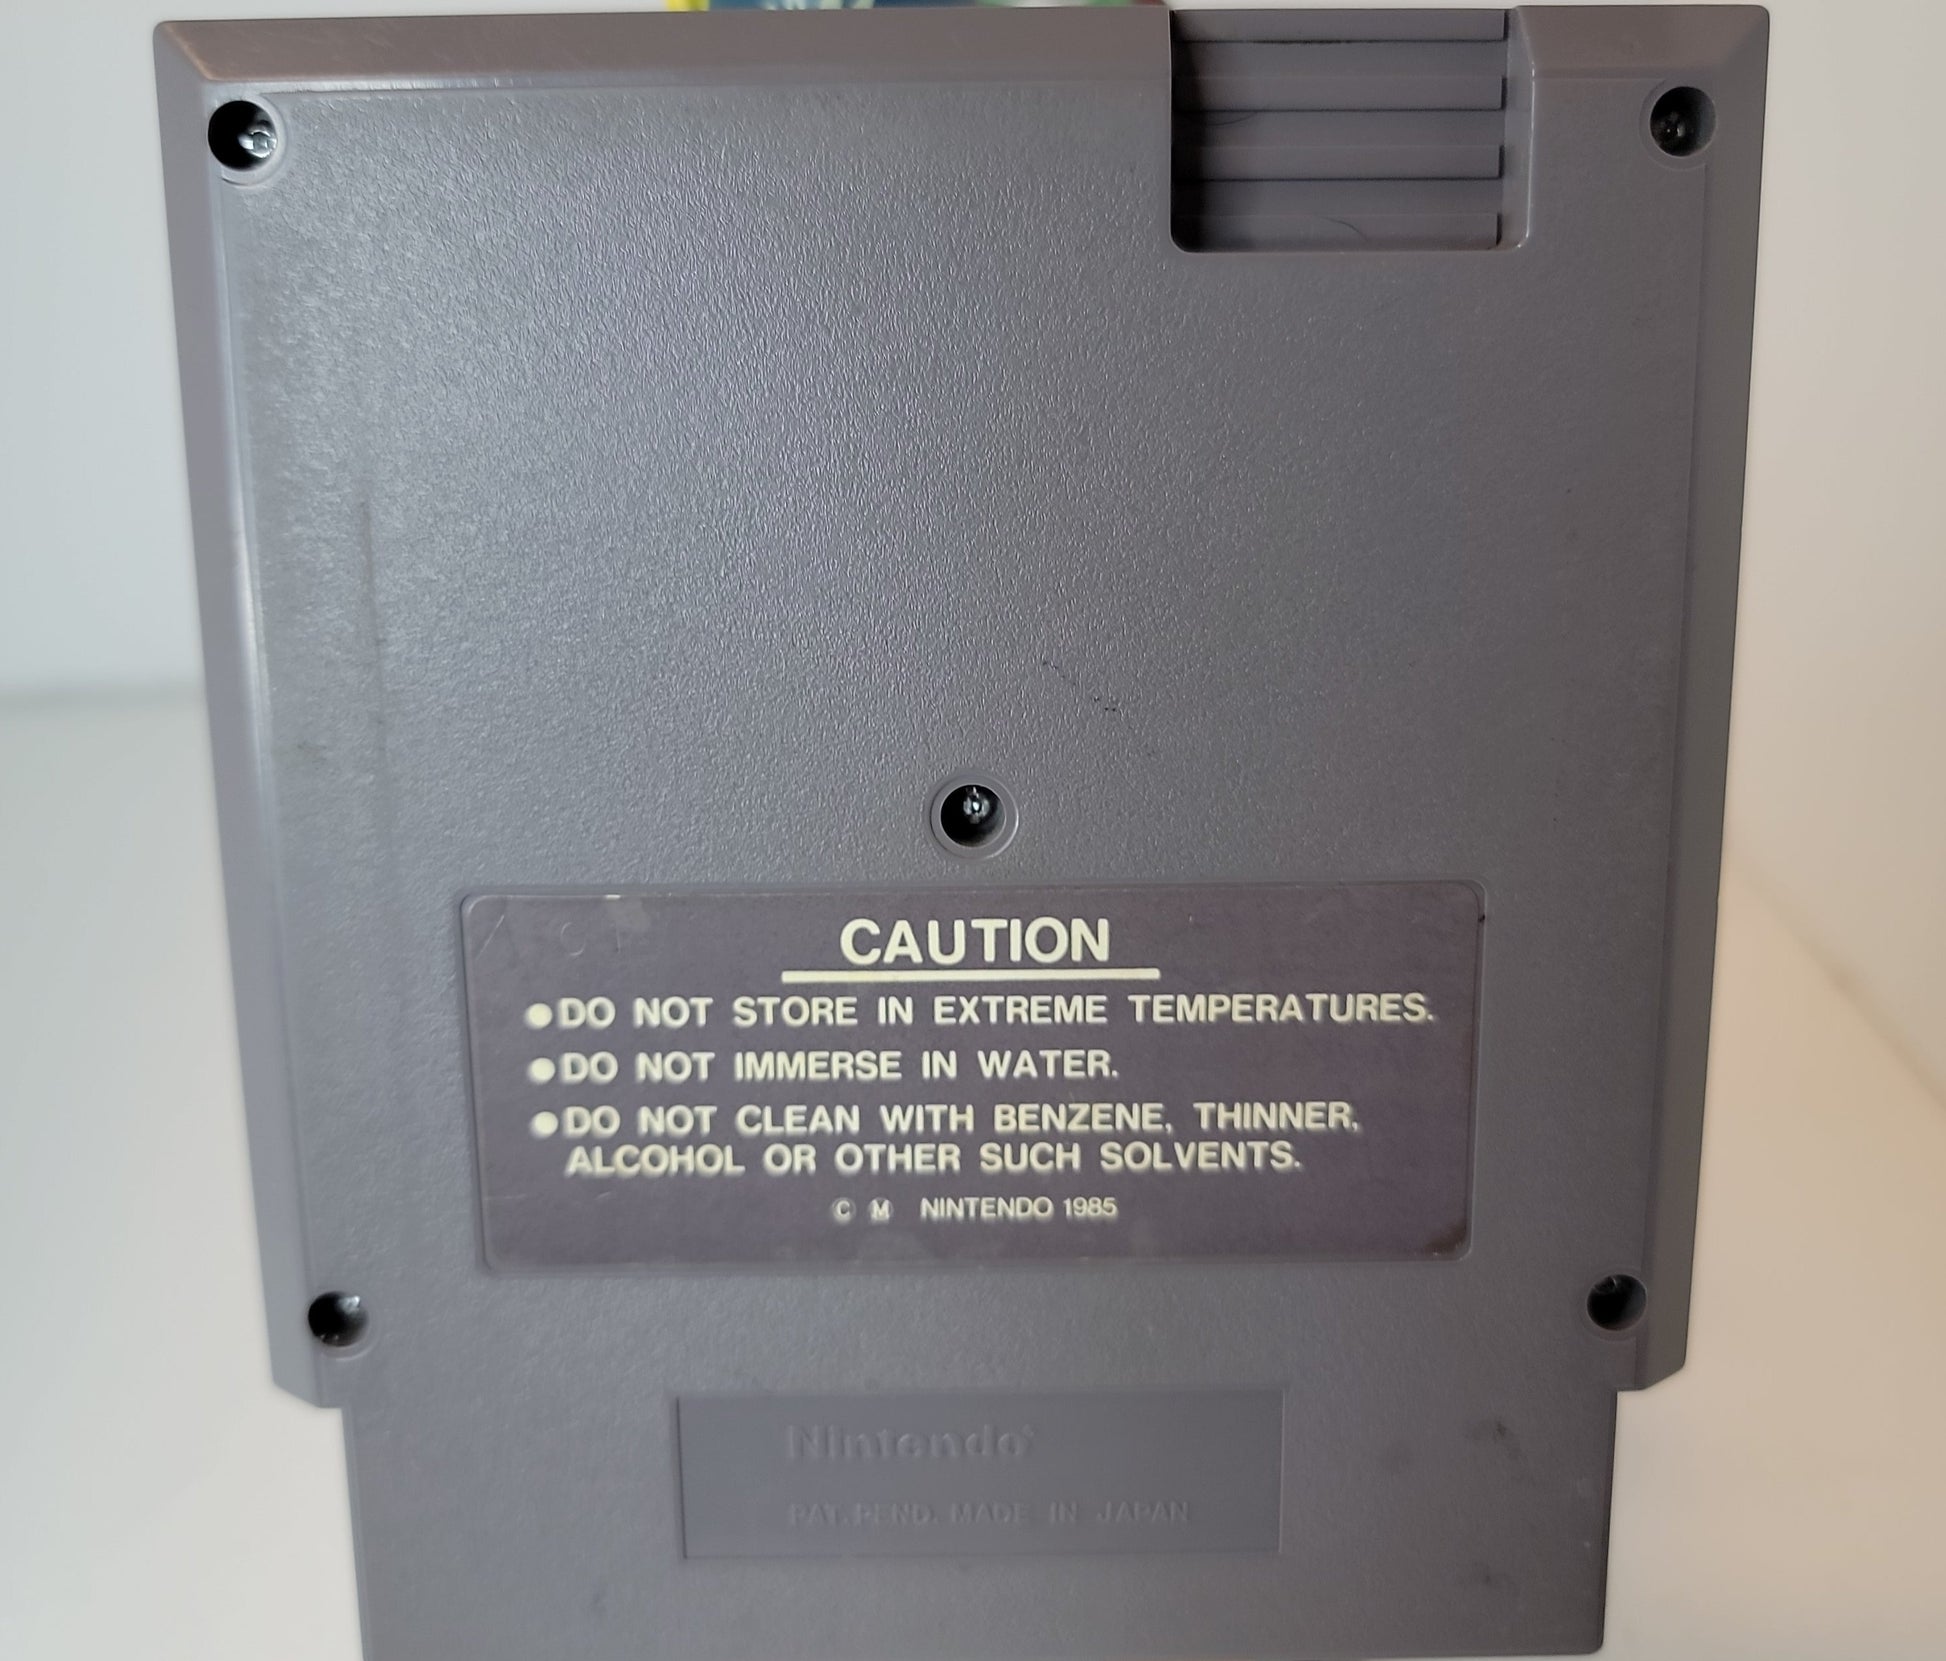 CAUTION
●DO NOT STORE IN EXTREME TEMPERATURES.
●DO NOT IMMERSE IN WATER.
●DO NOT CLEAN WITH BENZENE, THINNER,
ALCOHOL OR OTHER SUCH SOLVENTS.
© Ⓜ NINTENDO 1985
Nintendo®
PAT. PEND. MADE IN JAPAN